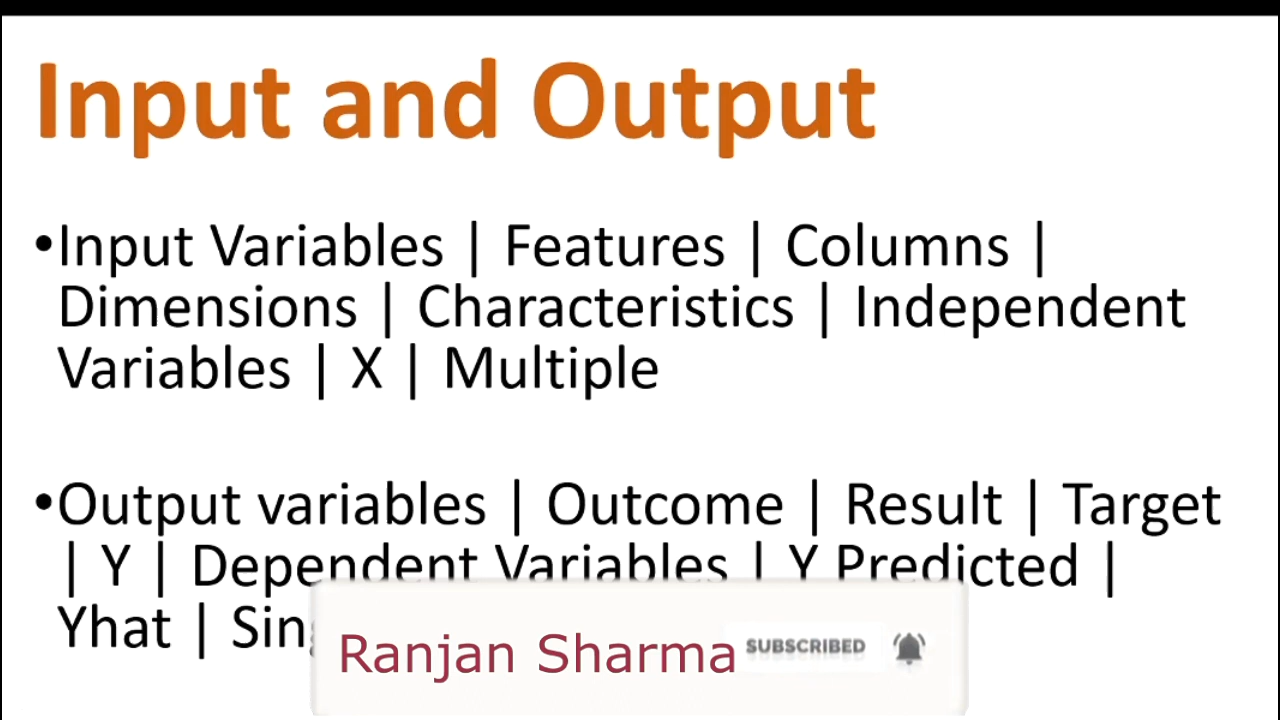 Input and Output
•Input Variables | Features | Columns |
Dimensions | Characteristics | Independent
Variables | X | Multiple
•Output variables | Outcome | Result | Target
| Y | Dependent Variables | Y Predicted |
Yhat |
Ranjan Sharma SUBSCRIBED